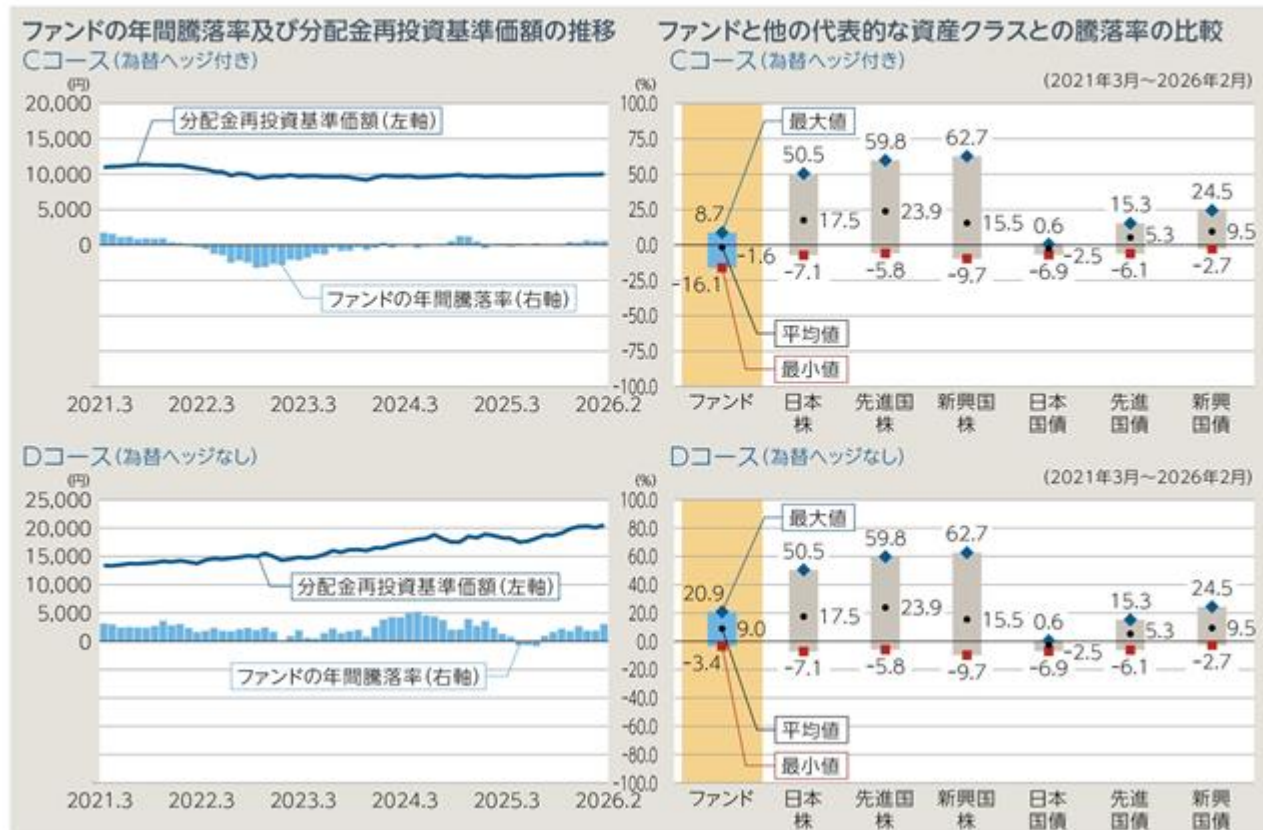 ファンドの年間騰落率及び分配金再投資基準価額の推移
Cコース(為替ヘッジ付き)
(円)
(%)
20,000
15,000
10,000
5,000
0
100.0
75.0
50.0
25.0
0.0
-25.0
-50.0
-75.0
-100.0
分配金再投資基準価額(左軸)
ファンドの年間騰落率(右軸)
2021.3 2022.3 2023.3 2024.3 2025.3 2026.2
ファンドと他の代表的な資産クラスとの騰落率の比較
Cコース(為替ヘッジ付き)
(2021年3月~2026年2月)
最大値
平均値
最小値
8.7 50.5 59.8 62.7 0.6 15.3 24.5
-1.6 17.5 23.9 15.5 -2.5 5.3 9.5
-16.1 -7.1 -5.8 -9.7 -6.9 -6.1 -2.7
ファンド 日本 先進国 新興国 日本 先進 新興
株 株 株 国債 国債 国債
Dコース(為替ヘッジなし)
(円)
(%)
25,000
20,000
15,000
10,000
5,000
0
100.0
80.0
60.0
40.0
20.0
0.0
-20.0
-40.0
-60.0
-80.0
-100.0
分配金再投資基準価額(左軸)
ファンドの年間騰落率(右軸)
2021.3 2022.3 2023.3 2024.3 2025.3 2026.2
Dコース(為替ヘッジなし)
(2021年3月~2026年2月)
最大値
平均値
最小値
20.9 50.5 59.8 62.7 0.6 15.3 24.5
9.0 17.5 23.9 15.5 -2.5 5.3 9.5
-3.4 -7.1 -5.8 -9.7 -6.9 -6.1 -2.7
ファンド 日本 先進国 新興国 日本 先進 新興
株 株 株 国債 国債 国債